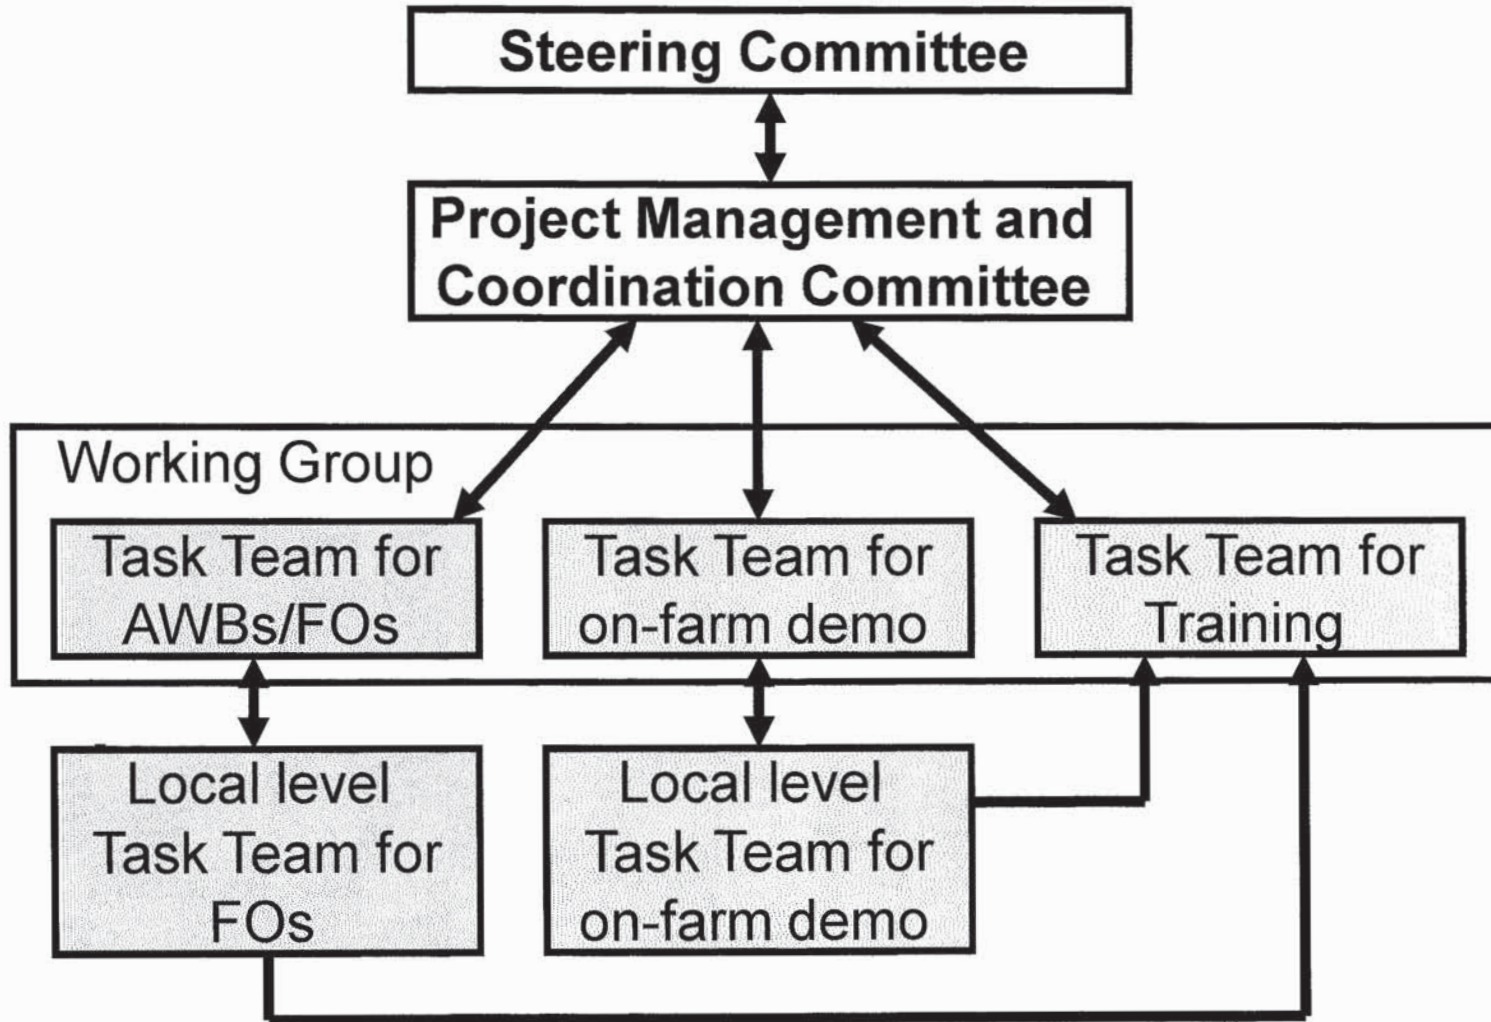 Steering Committee
Project Management and
Coordination Committee
Working Group
Task Team for
AWBs/FOs
Task Team for
on-farm demo
Task Team for
Training
Local level
Task Team for
FOs
Local level
Task Team for
on-farm demo